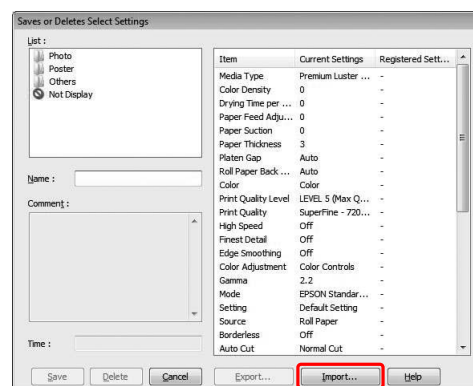 Saves or Deletes Select Settings
List :
Photo
Poster
Others
Not Display
Name :
Comment :
Time :
Item Current Settings Registered Sett...
Media Type Premium Luster ... -
Color Density 0 -
Drying Time per ... 0 -
Paper Feed Adju... 0 -
Paper Suction 0 -
Paper Thickness 3 -
Platen Gap Auto -
Roll Paper Back ... Auto -
Color Color -
Print Quality Level LEVEL 5 (Max Q... -
Print Quality SuperFine - 720... -
High Speed Off -
Finest Detail Off -
Edge Smoothing Off -
Color Adjustment Color Controls -
Gamma 2.2 -
Mode EPSON Standar... -
Setting Default Setting -
Source Roll Paper -
Borderless Off -
Auto Cut Normal Cut -
Save Delete Cancel Export... Import... Help